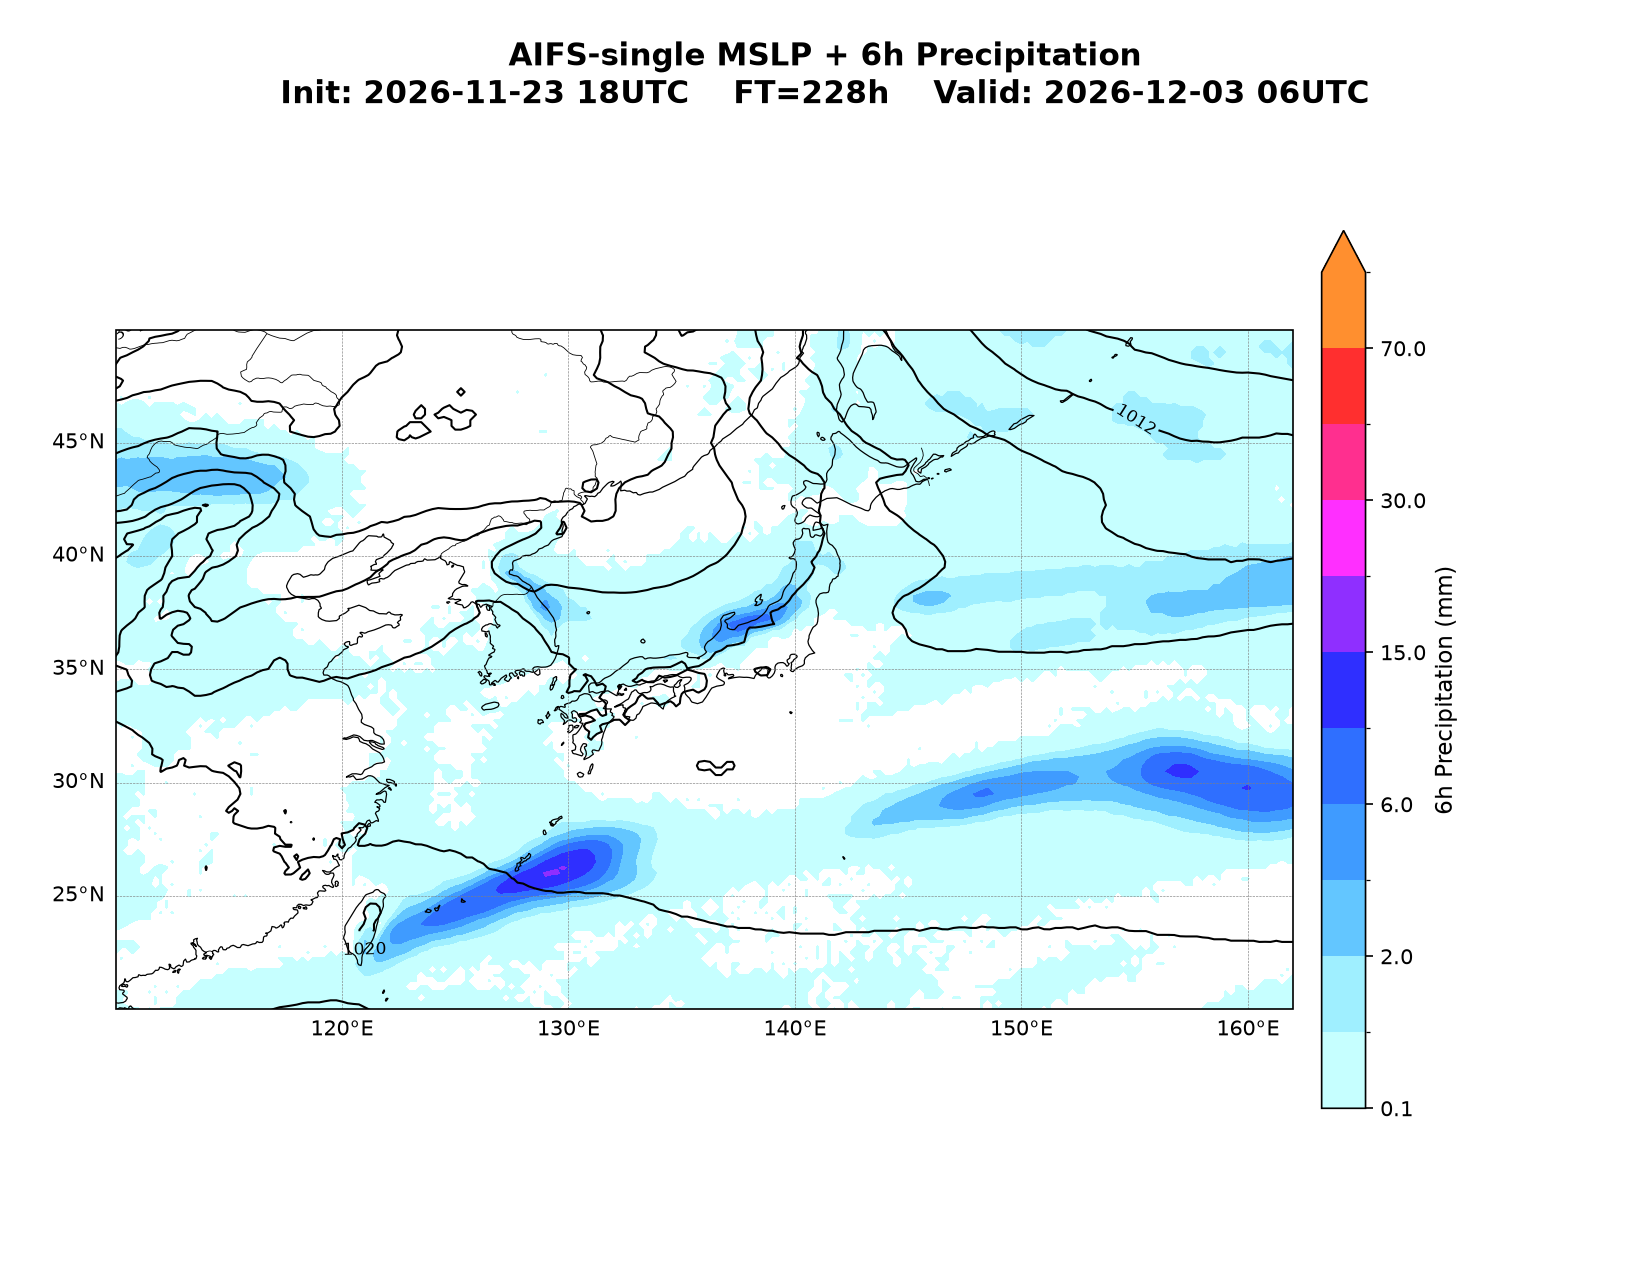 AIFS-single MSLP + 6h Precipitation
Init: 2026-11-23 18UTC    FT=228h    Valid: 2026-12-03 06UTC
70.0
30.0
15.0
6.0
2.0
0.1
6h Precipitation (mm)
45°N
40°N
35°N
30°N
25°N
1012
1020
120°E
130°E
140°E
150°E
160°E